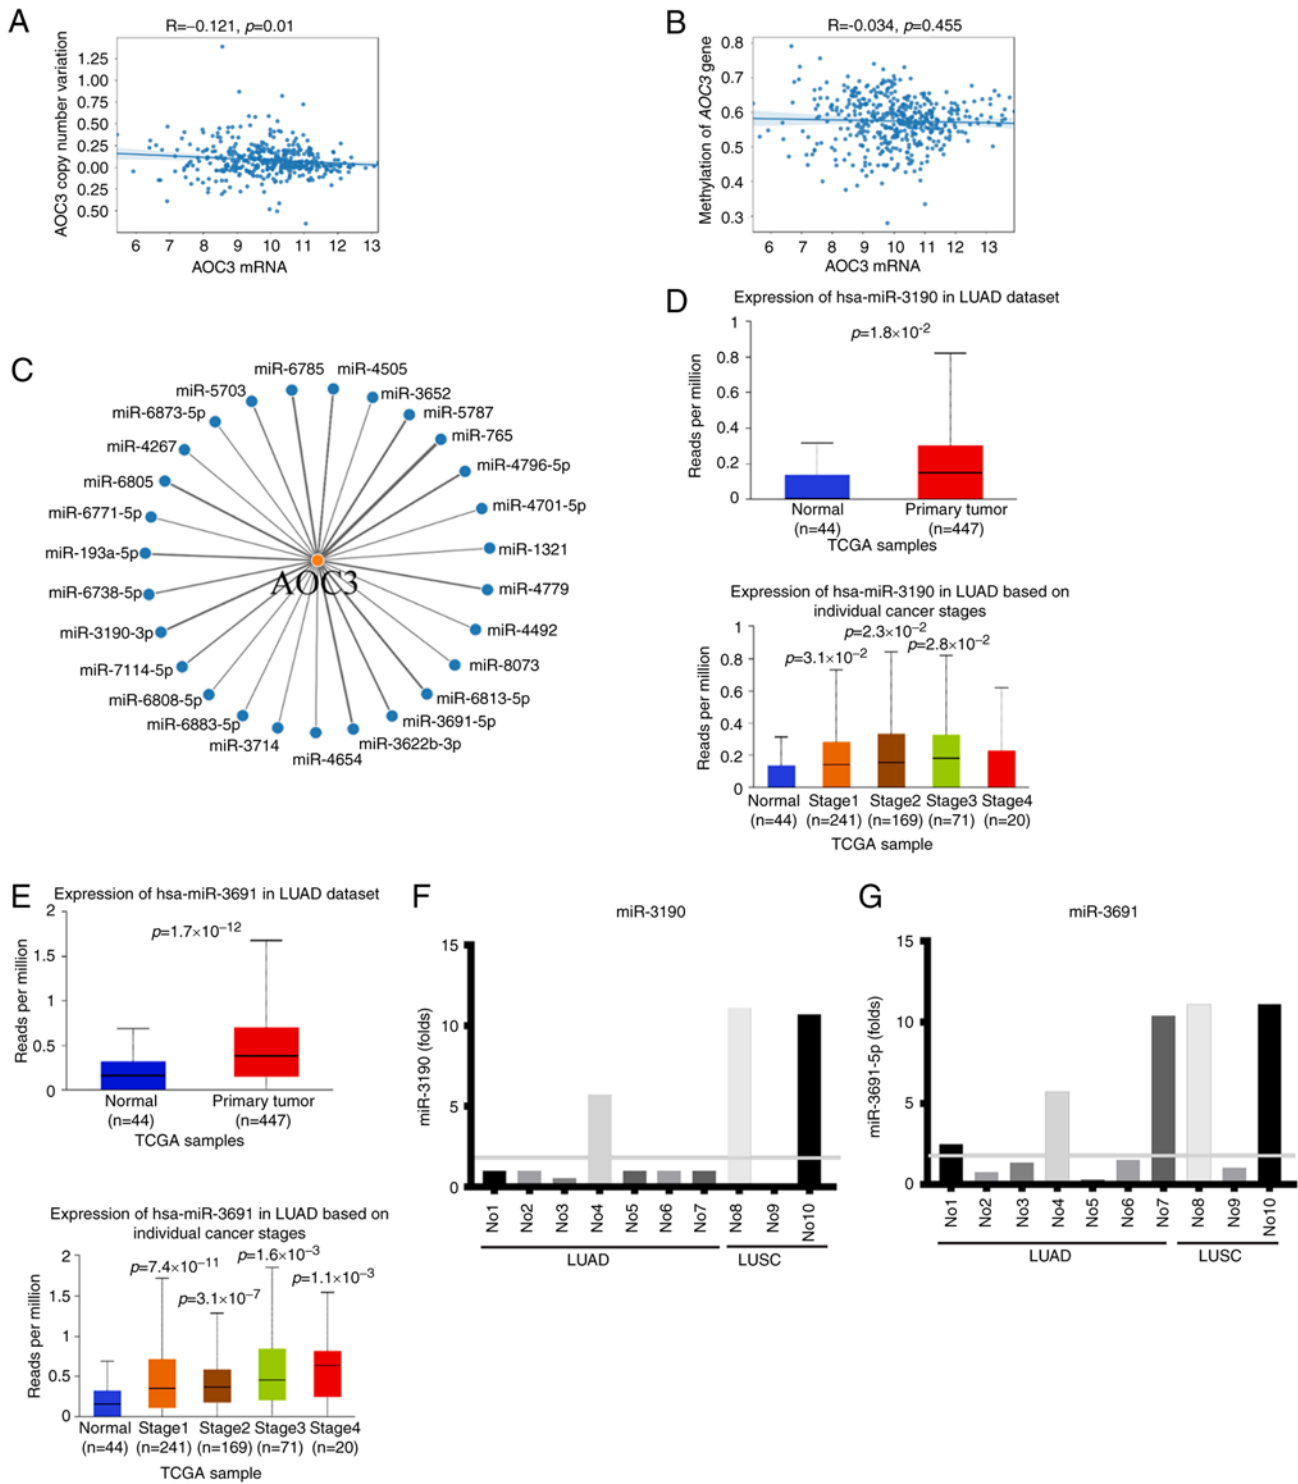 A
R=−0.121, p=0.01
AOC3 copy number variation
1.25
1.00
0.75
0.50
0.25
0.00
0.25
0.50
6 7 8 9 10 11 12 13
AOC3 mRNA
B
R=-0.034, p=0.455
Methylation of AOC3 gene
0.8
0.7
0.6
0.5
0.4
0.3
6 7 8 9 10 11 12 13
AOC3 mRNA
C
miR-6785
miR-4505
miR-5703
miR-3652
miR-6873-5p
miR-5787
miR-4267
miR-765
miR-6805
miR-4796-5p
miR-6771-5p
miR-4701-5p
miR-193a-5p
miR-1321
AOC3
miR-6738-5p
miR-4779
miR-3190-3p
miR-4492
miR-7114-5p
miR-8073
miR-6808-5p
miR-6813-5p
miR-6883-5p
miR-3691-5p
miR-3714
miR-3622b-3p
miR-4654
D
Expression of hsa-miR-3190 in LUAD dataset
p=1.8×10-2
Reads per million
1
0.8
0.6
0.4
0.2
0
Normal Primary tumor
(n=44) (n=447)
TCGA samples
Expression of hsa-miR-3190 in LUAD based on
individual cancer stages
p=2.3×10−2
p=3.1×10−2
p=2.8×10−2
Reads per million
1
0.8
0.6
0.4
0.2
0
Normal Stage1 Stage2 Stage3 Stage4
(n=44) (n=241) (n=169) (n=71) (n=20)
TCGA sample
E
Expression of hsa-miR-3691 in LUAD dataset
p=1.7×10−12
Reads per million
2
1.5
1
0.5
0
Normal Primary tumor
(n=44) (n=447)
TCGA samples
Expression of hsa-miR-3691 in LUAD based on
individual cancer stages
p=1.6×10−3
p=7.4×10−11
p=1.1×10−3
p=3.1×10−7
Reads per million
2
1.5
1
0.5
0
Normal Stage1 Stage2 Stage3 Stage4
(n=44) (n=241) (n=169) (n=71) (n=20)
TCGA sample
F
miR-3190
miR-3190 (folds)
15
10
5
0
No1 No2 No3 No4 No5 No6 No7 No8 No9 No10
LUAD LUSC
G
miR-3691
miR-3691-5p (folds)
15
10
5
0
No1 No2 No3 No4 No5 No6 No7 No8 No9 No10
LUAD LUSC